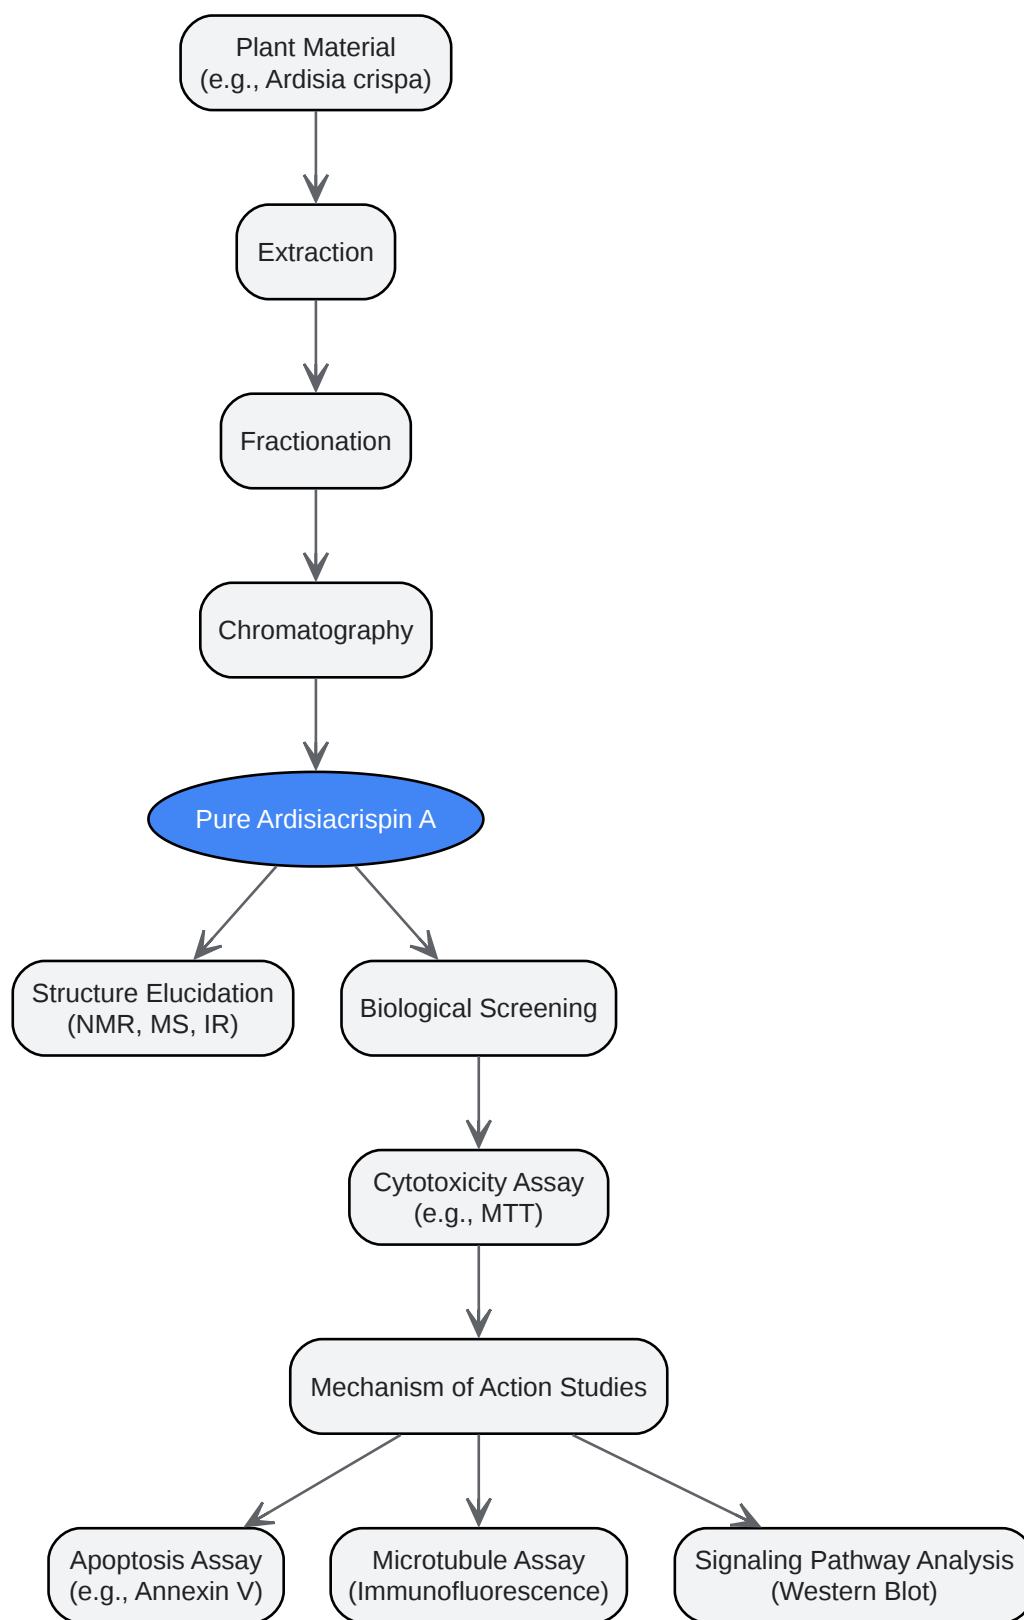 Plant Material
(e.g., Ardisia crispa)
Extraction
Fractionation
Chromatography
Pure Ardisiacrispin A
Structure Elucidation
(NMR, MS, IR)
Biological Screening
Cytotoxicity Assay
(e.g., MTT)
Mechanism of Action Studies
Apoptosis Assay
(e.g., Annexin V)
Microtubule Assay
(Immunofluorescence)
Signaling Pathway Analysis
(Western Blot)